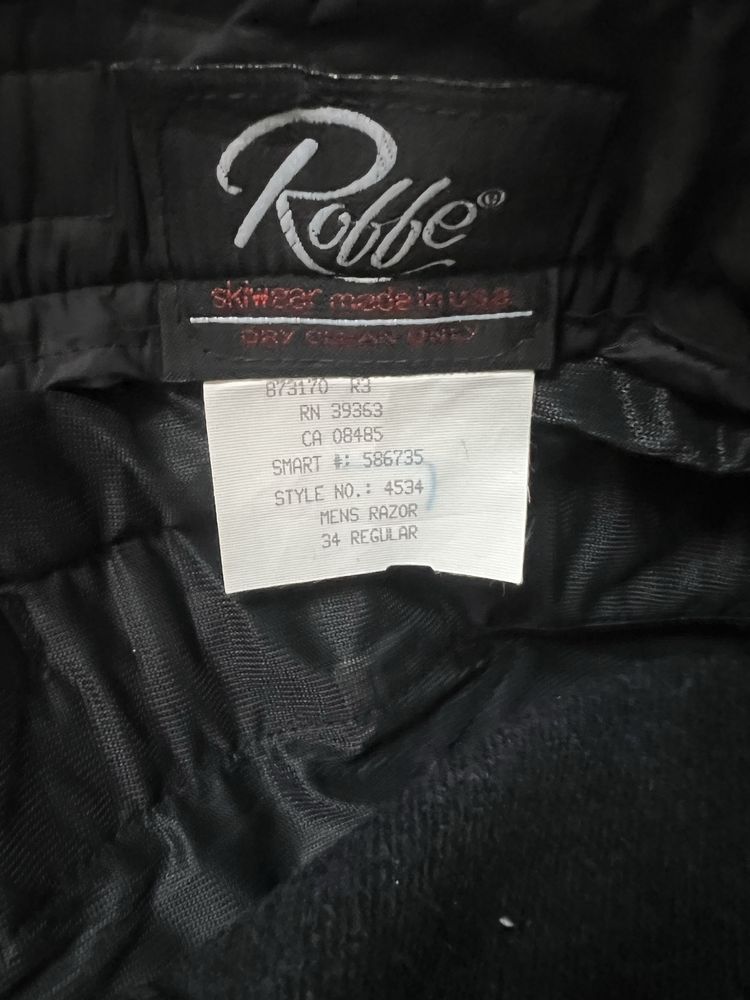 Roffe®
skiwear made in usa
DRY CLEAN ONLY
873170 R3
RN 39363
CA 08485
SMART #: 586735
STYLE NO.: 4534
MENS RAZOR
34 REGULAR